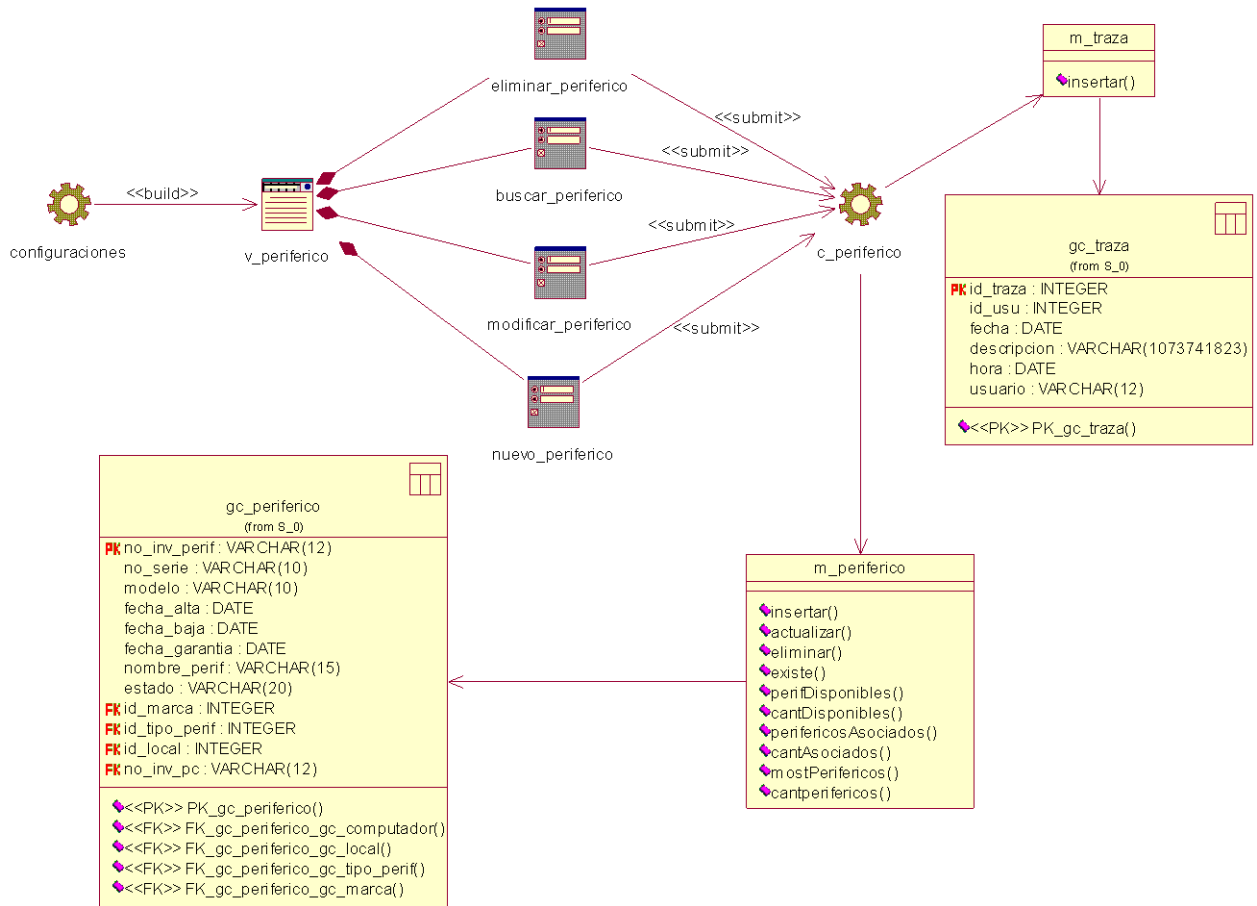 eliminar_periferico
<<submit>>
buscar_periferico
<<submit>>
configuraciones
<<build>>
v_periferico
modificar_periferico
<<submit>>
nuevo_periferico
<<submit>>
c_periferico
m_traza
insertar()
gc_traza
(from S_0)
PK id_traza : INTEGER
id_usu : INTEGER
fecha : DATE
descripcion : VARCHAR(1073741823)
hora : DATE
usuario : VARCHAR(12)
<<PK>> PK_gc_traza()
gc_periferico
(from S_0)
PK no_inv_perif : VARCHAR(12)
no_serie : VARCHAR(10)
modelo : VARCHAR(10)
fecha_alta : DATE
fecha_baja : DATE
fecha_garantia : DATE
nombre_perif : VARCHAR(15)
estado : VARCHAR(20)
FK id_marca : INTEGER
FK id_tipo_perif : INTEGER
FK id_local : INTEGER
FK no_inv_pc : VARCHAR(12)
<<PK>> PK_gc_periferico()
<<FK>> FK_gc_periferico_gc_computador()
<<FK>> FK_gc_periferico_gc_local()
<<FK>> FK_gc_periferico_gc_tipo_perif()
<<FK>> FK_gc_periferico_gc_marca()
m_periferico
insertar()
actualizar()
eliminar()
existe()
perifDisponibles()
cantDisponibles()
perifericosAsociados()
cantAsociados()
mostPerifericos()
cantperifericos()